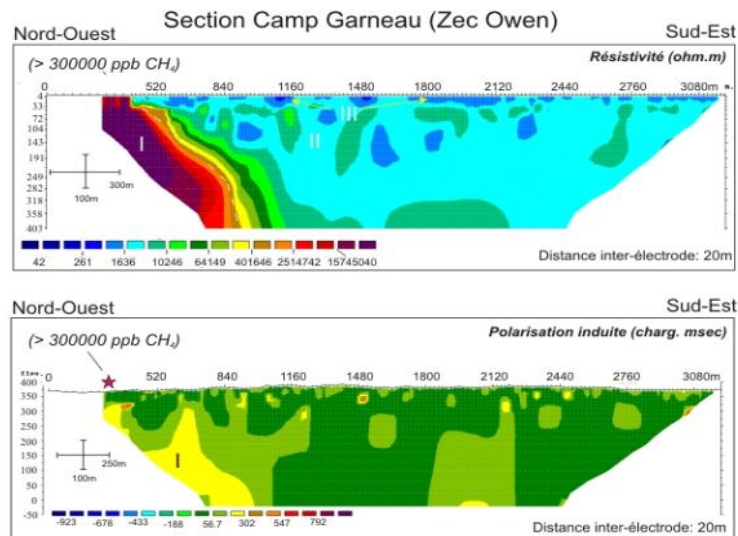 Section Camp Garneau (Zec Owen)
Nord-Ouest Sud-Est
(> 300000 ppb CH₄) Résistivité (ohm.m)
0 520 840 1160 1480 1800 2120 2440 2760 3080m
4
33
72
104
143
191
249
282
318
358
403
I
II
III
300m
100m
42 261 1636 10246 64149 401646 2514742 15745040
Distance inter-électrode: 20m
Nord-Ouest Sud-Est
(> 300000 ppb CH₄) Polarisation induite (charg. msec)
0 520 840 1160 1480 1800 2120 2440 2760 3080m
400
350
300
250
200
150
100
50
0
-50
I
250m
100m
-923 -678 -433 -188 56.7 302 547 792
Distance inter-électrode: 20m